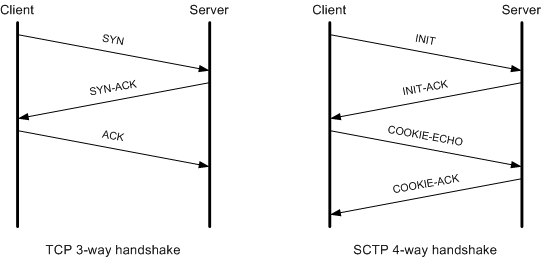 Client Server
SYN
SYN-ACK
ACK
TCP 3-way handshake
Client Server
INIT
INIT-ACK
COOKIE-ECHO
COOKIE-ACK
SCTP 4-way handshake